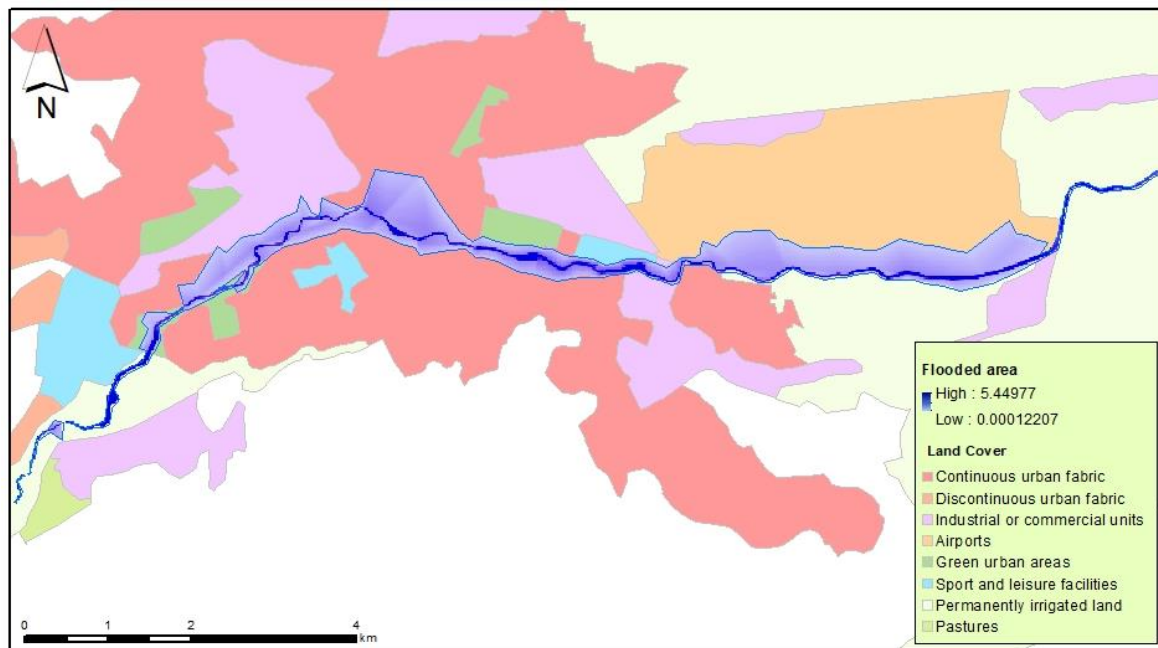 N
Flooded area
High : 5.44977
Low : 0.00012207
Land Cover
Continuous urban fabric
Discontinuous urban fabric
Industrial or commercial units
Airports
Green urban areas
Sport and leisure facilities
Permanently irrigated land
Pastures
0 1 2 4
km